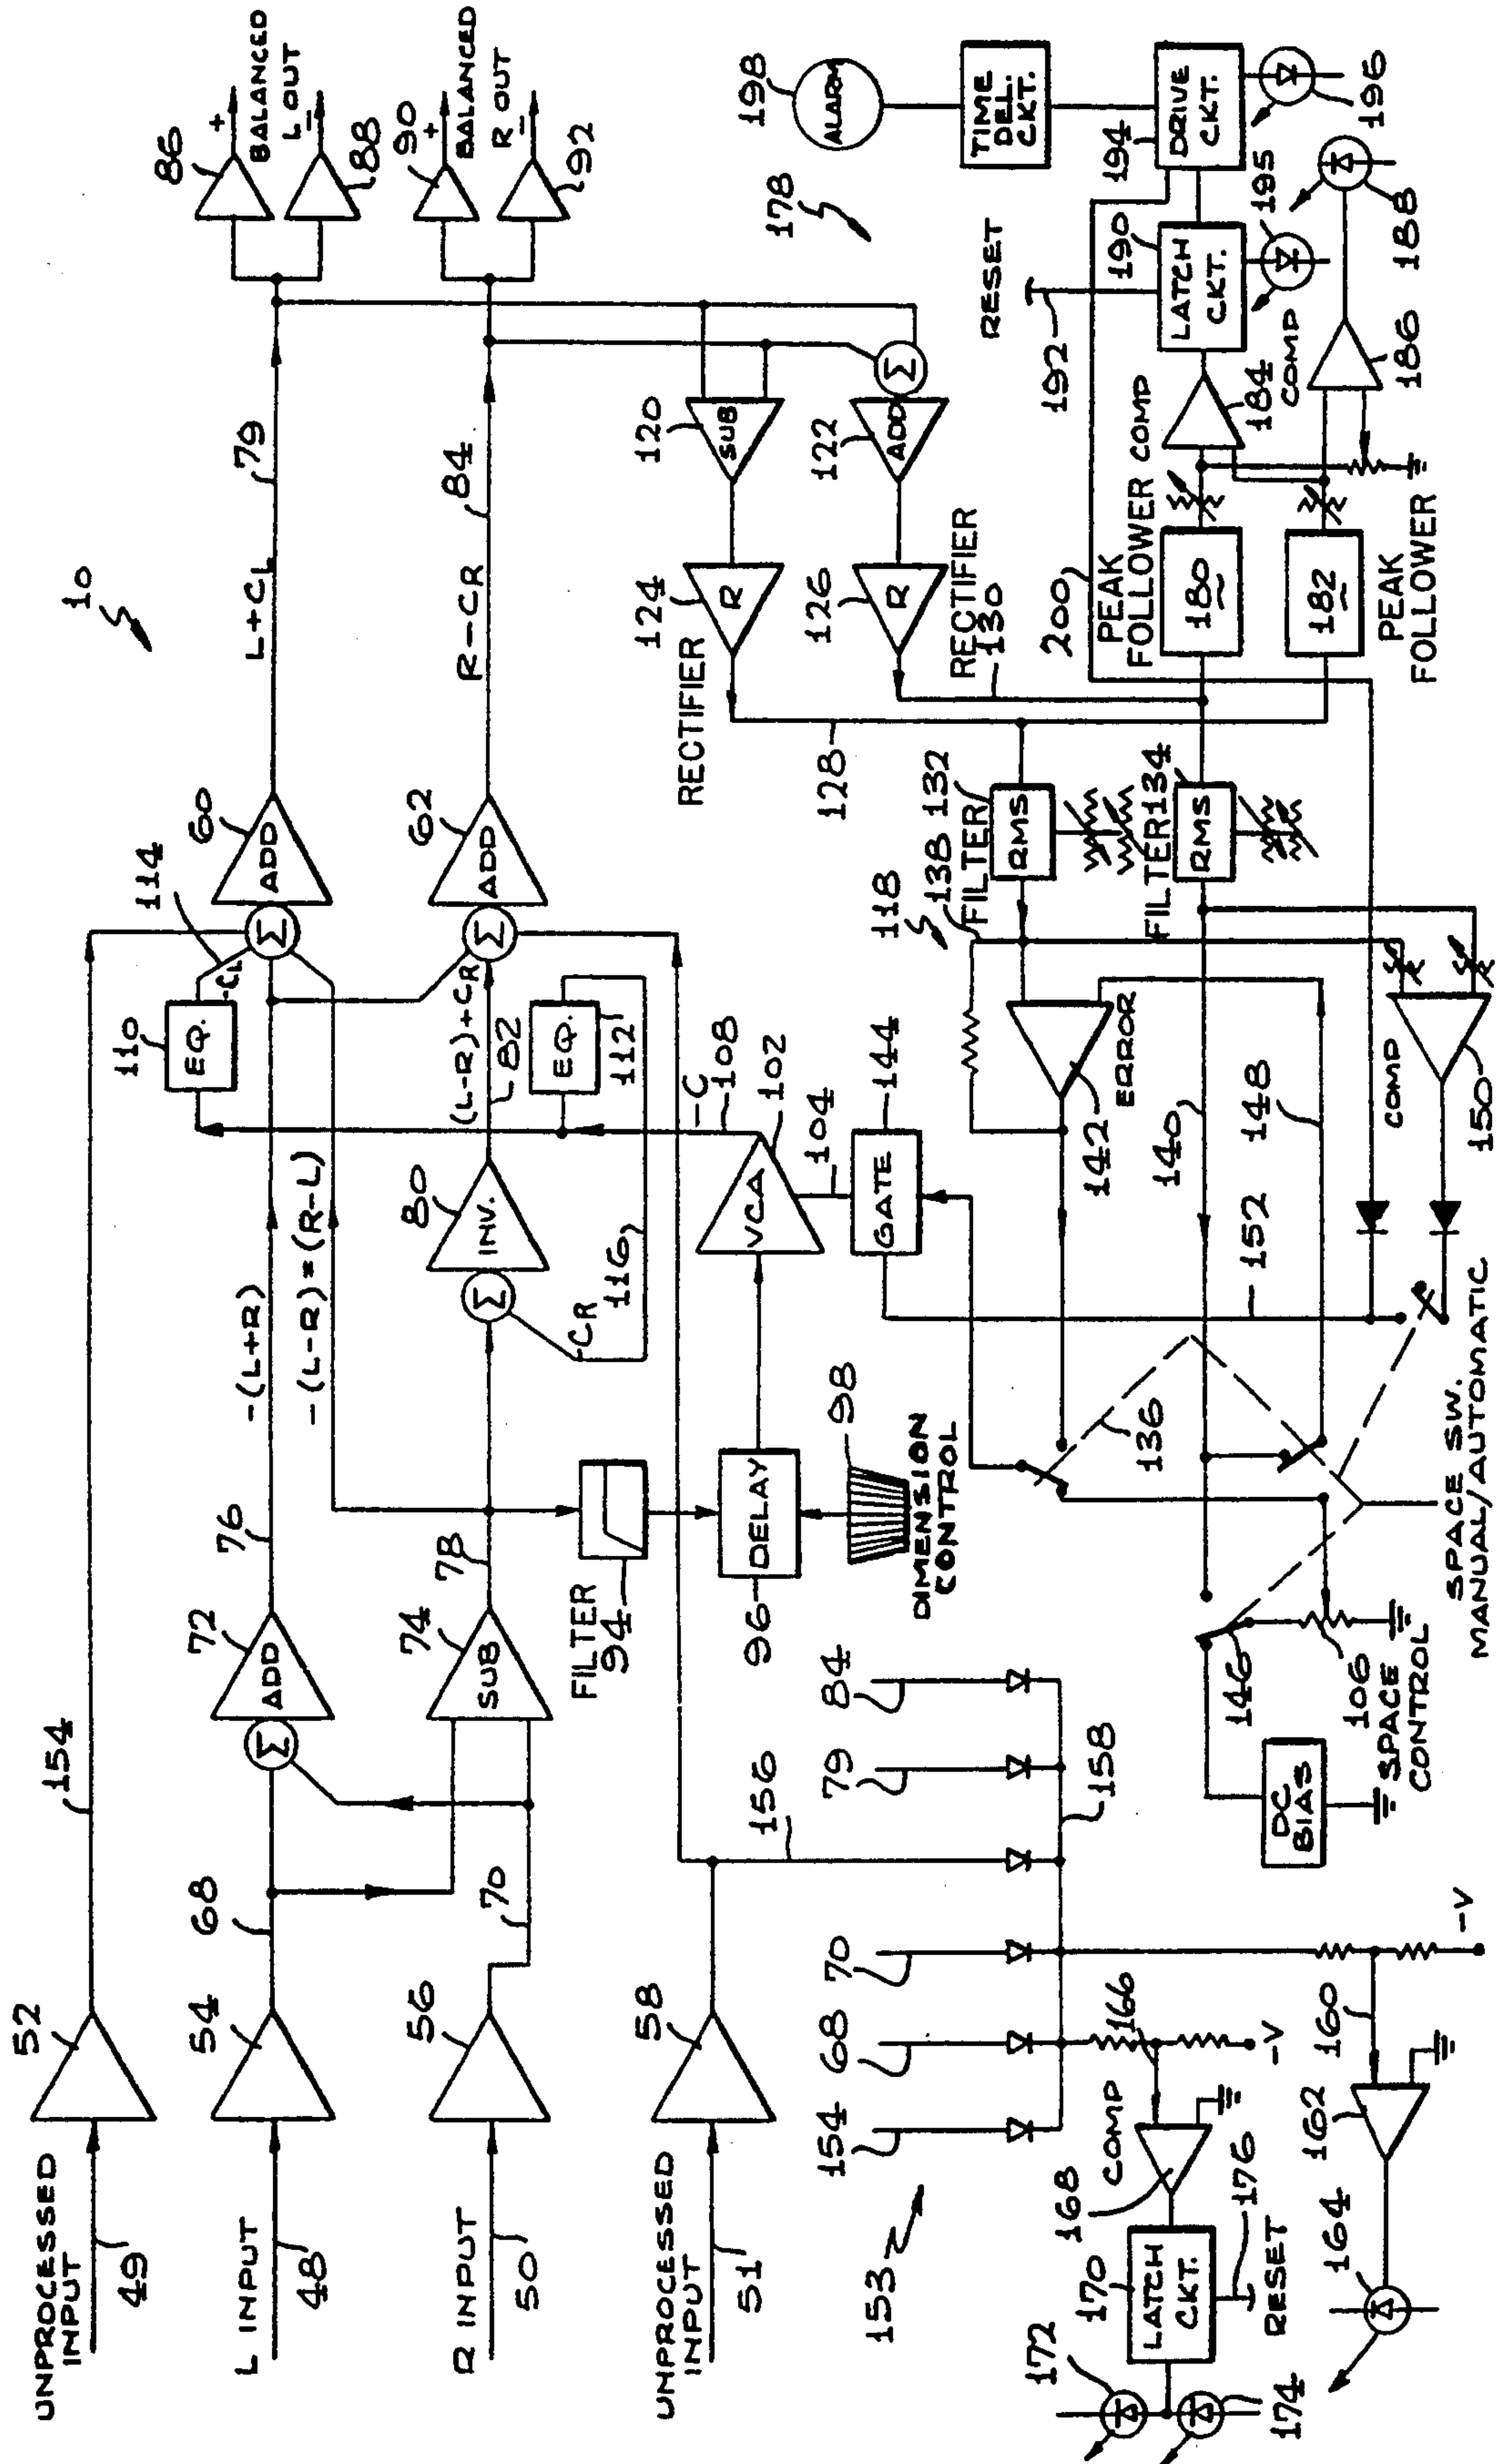 10
UNPROCESSED
INPUT
49
52
154
L INPUT
48
54
68
R INPUT
50
56
70
UNPROCESSED
INPUT
51
58
156
Σ
ADD
72
76
-(L+R)
-(L-R)=(R-L)
SUB
74
78
FILTER
94
96
DELAY
98
DIMENSION
CONTROL
Σ
INV.
80
(L-R)+CR
82
-CR
116
VCA
102
104
-C
108
GATE
144
110
EQ.
-CL
114
EQ.
112
Σ
ADD
60
L+CL
79
Σ
ADD
62
R-CR
84
86
+
BALANCED
L OUT
-
88
90
+
BALANCED
R OUT
-
92
120
SUB
122
ADD
Σ
124
R
RECTIFIER
126
R
RECTIFIER
128
130
118
138
FILTER
132
RMS
FILTER
134
RMS
142
ERROR
140
148
COMP
150
152
136
SPACE SW.
MANUAL/AUTOMATIC
146
106
SPACE
CONTROL
DC
BIAS
178
PEAK
FOLLOWER
180
182
PEAK
FOLLOWER
200
COMP
184
COMP
186
188
RESET
192
190
LATCH
CKT.
195
194
DRIVE
CKT.
196
TIME
DEL.
CKT.
ALARM
198
153
154
68
70
79
84
158
166
-V
COMP
168
170
LATCH
CKT.
172
174
176
RESET
160
-V
162
164